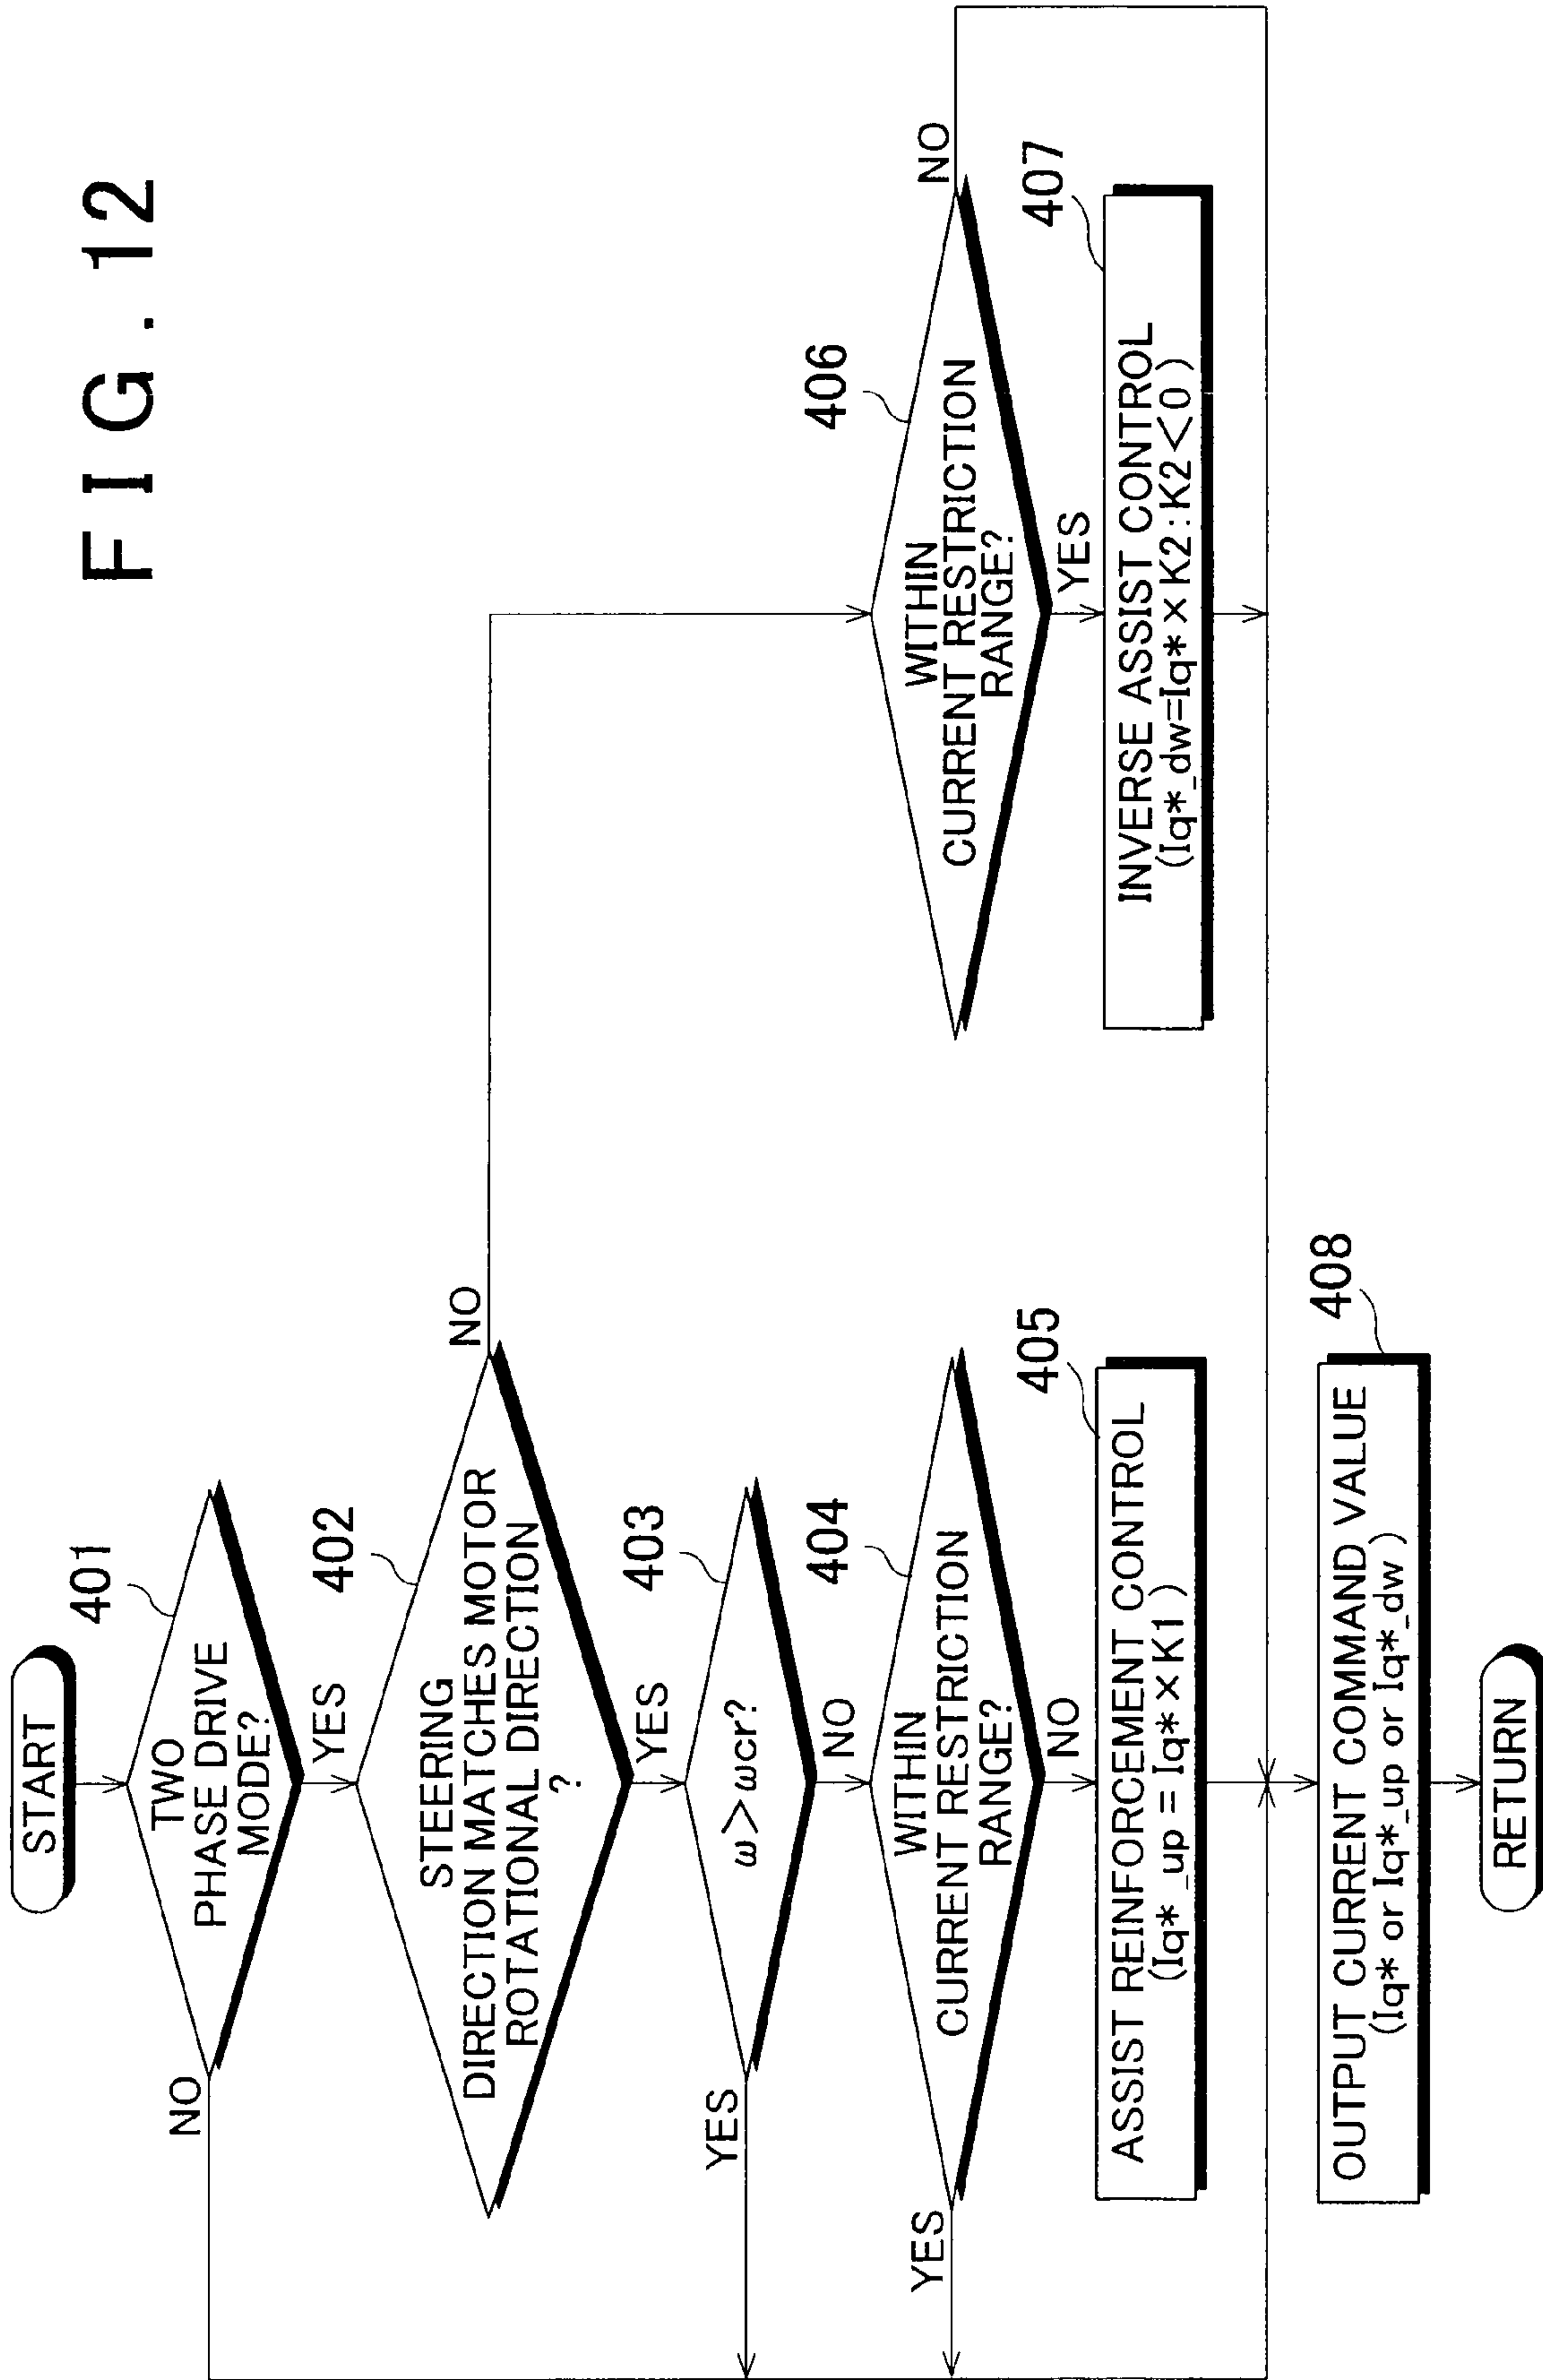 FIG. 12
START
401
TWO
PHASE DRIVE
MODE?
NO
YES
402
STEERING
DIRECTION MATCHES MOTOR
ROTATIONAL DIRECTION
?
NO
YES
403
ω>ωcr?
YES
NO
404
WITHIN
CURRENT RESTRICTION
RANGE?
YES
NO
405
ASSIST REINFORCEMENT CONTROL
(Iq*_up = Iq* × K1)
406
WITHIN
CURRENT RESTRICTION
RANGE?
NO
YES
407
INVERSE ASSIST CONTROL
(Iq*_dw=Iq* × K2:K2<0)
408
OUTPUT CURRENT COMMAND VALUE
(Iq* or Iq*_up or Iq*_dw)
RETURN